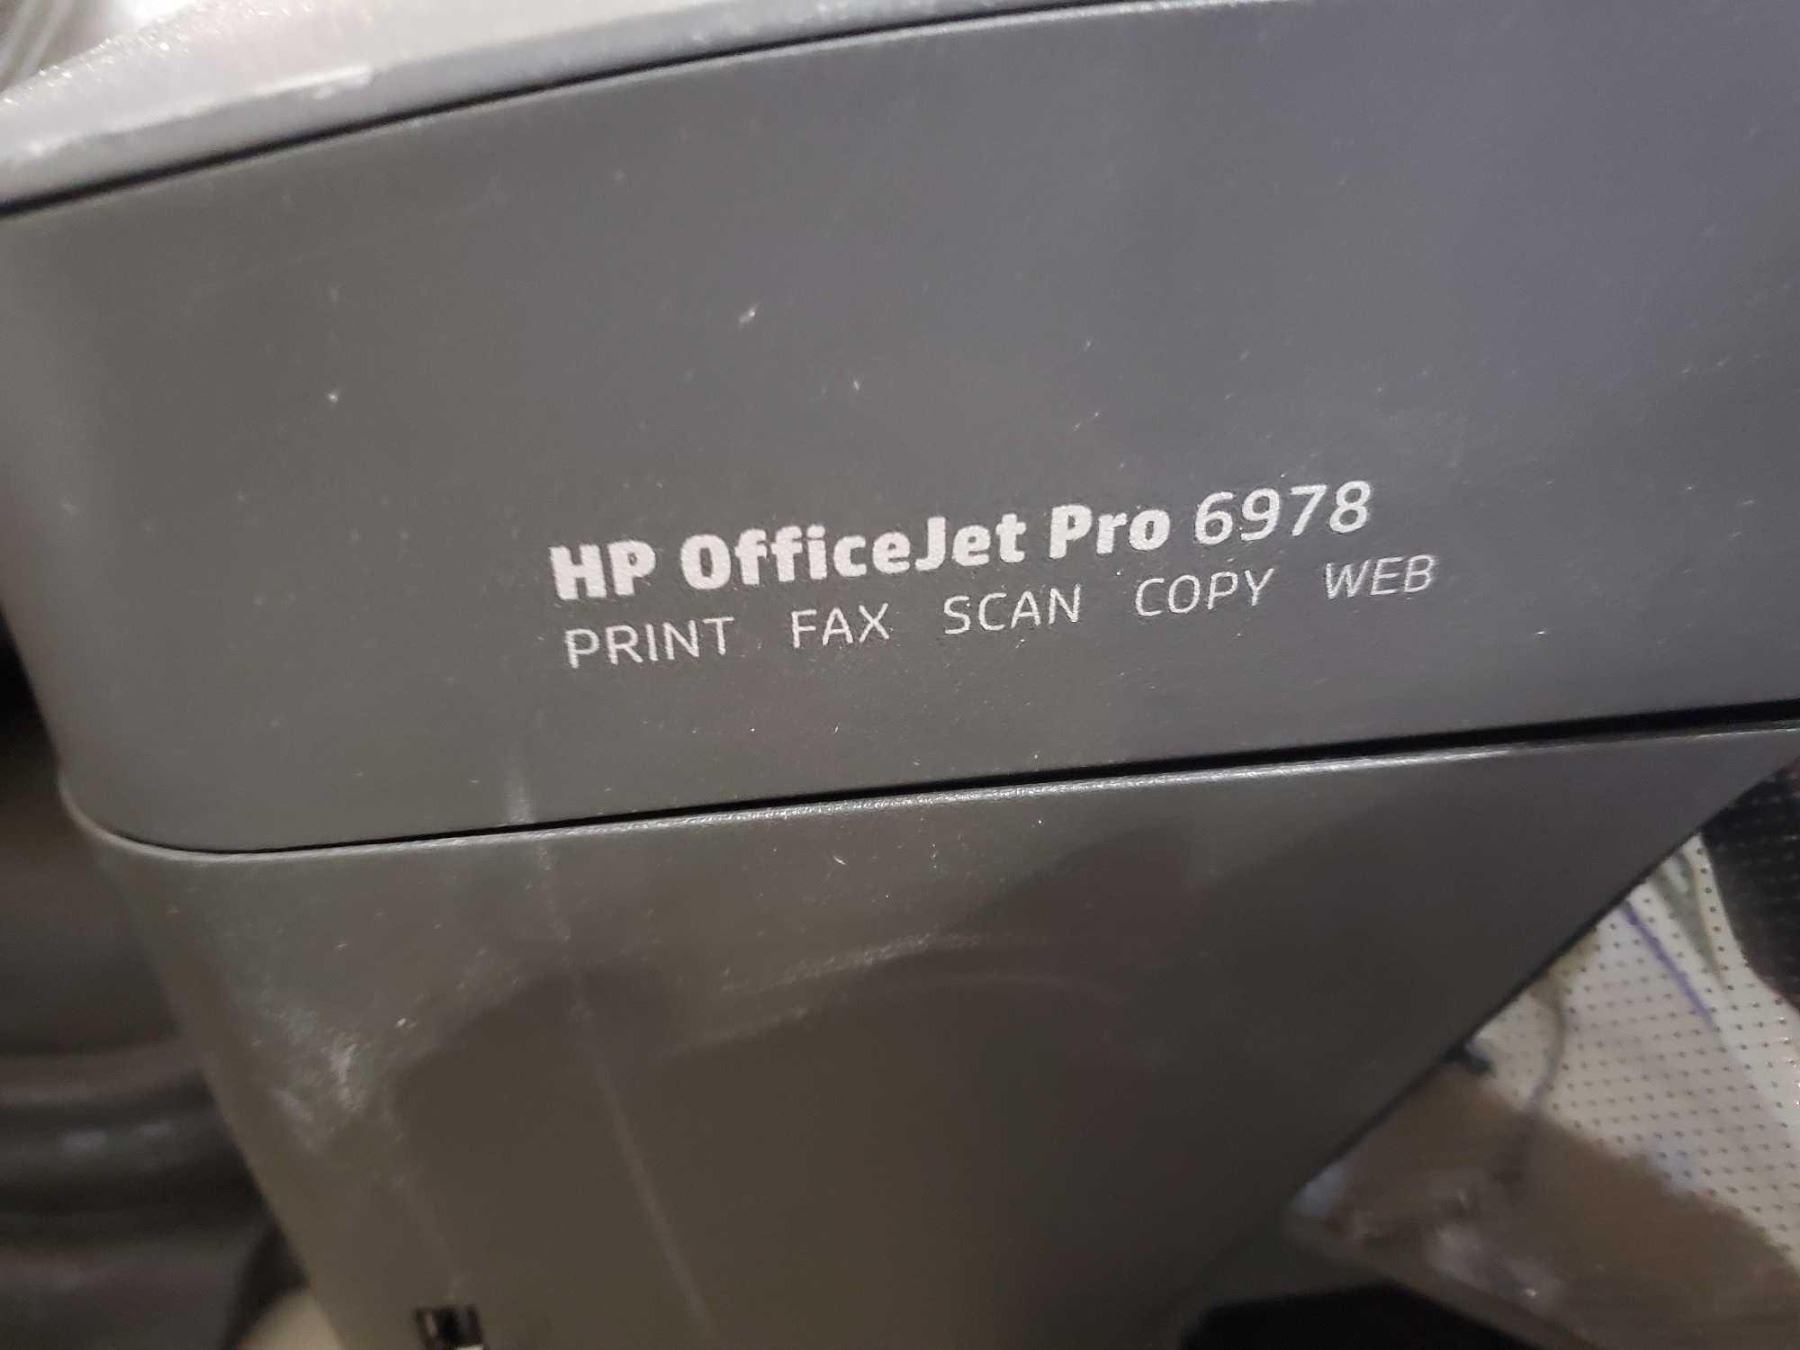 HP OfficeJet Pro 6978
PRINT FAX SCAN COPY WEB